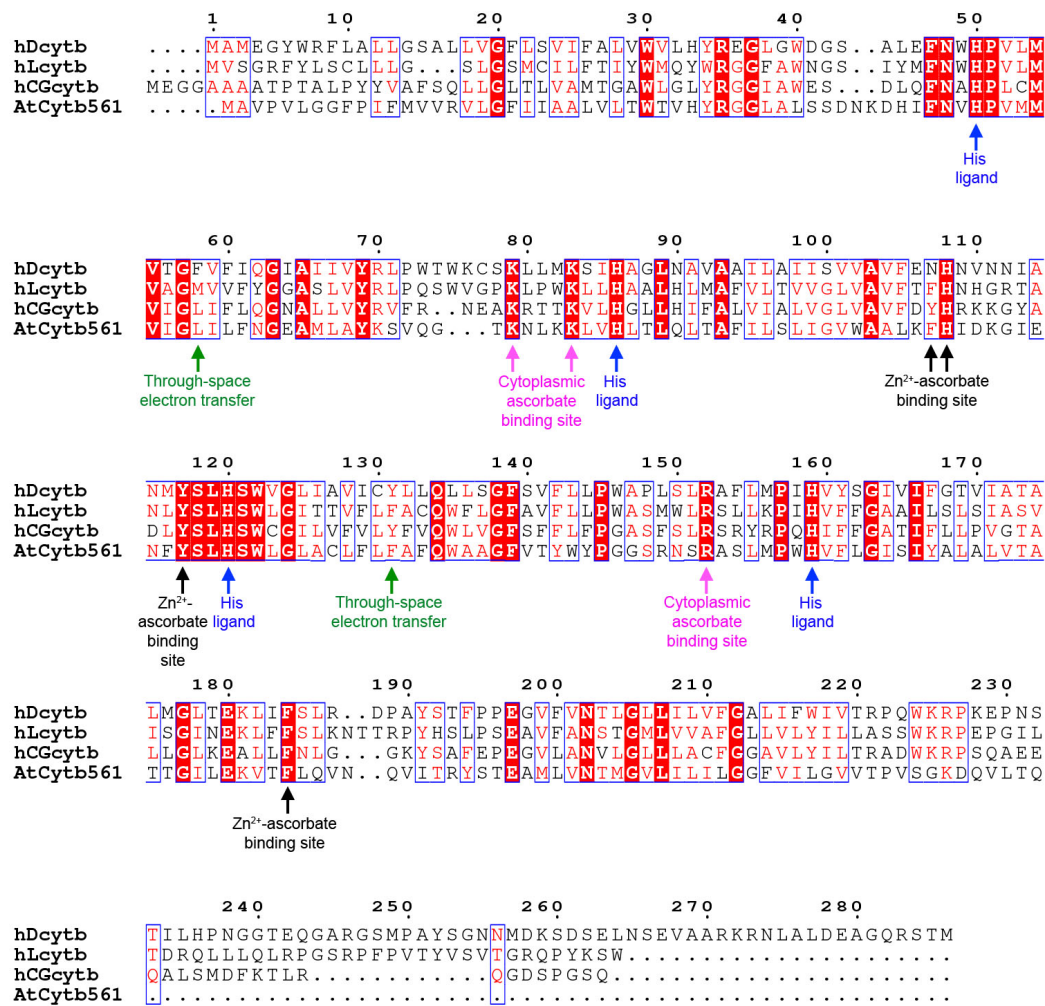 1 10 20 30 40 50
hDcytb ....MAMEGYWRFLALLGSALLVGFLSVIFALVWVLHYREGLGWDGS..ALEFNWHPVLM
hLcytb ....MVSGRFYLSCLLLG...SLGSMCILFTIYWMQYWRGGFAWNGS..IYMFNWHPVLM
hCGcytb MEGGAAAATPTALPYYVAFSQLLGLTLVAMTGAWLGLYRGGIAWES...DLQFNAHPLCM
AtCytb561 .....MAVPVLGGFPIFMVVRVLGFIIAALVLTWTVHYRGGLALSSDNKDHIFNVHPVMM
His
ligand
60 70 80 90 100 110
hDcytb VTGFVFIQGIAIIVYRLPWTWKCSKLLMKSIHAGLNAVAAILAIISVVAVFENHNVNNIA
hLcytb VAGMVVFYGGASLVYRLPQSWVGPKLPWKLLHAALHLMAFVLTVVGLVAVFTFHNHGRTA
hCGcytb VIGLIFLQGNALLVYRVFR..NEAKRTTKVLHGLLHIFALVIALVGLVAVFDYHRKKGYA
AtCytb561 VIGLILFNGEAMLAYKSVQG...TKNLKKLVHLTLQLTAFILSLIGVWAALKFHIDKGIE
Through-space
electron transfer
Cytoplasmic
ascorbate
binding site
His
ligand
Zn²⁺-ascorbate
binding site
120 130 140 150 160 170
hDcytb NMYSLHSWVGLIAVICYLLQLLSGFSVFLLPWAPLSLRAFLMPIHVYSGIVIFGTVIATA
hLcytb NLYSLHSWLGITTVFLFACQWFLGFAVFLLPWASMWLRSLLKPIHVFFGAAILSLSIASV
hCGcytb DLYSLHSWCGILVFVLYFVQWLVGFSFFLFPGASFSLRSRYRPQHIFFGATIFLLPVGTA
AtCytb561 NFYSLHSWLGLACLFLFAFQWAAGFVTYWYPGGSRNSRASLMPWHVFLGISIYALALVTA
Zn²⁺-
ascorbate
binding
site
His
ligand
Through-space
electron transfer
Cytoplasmic
ascorbate
binding site
His
ligand
180 190 200 210 220 230
hDcytb LMGLTEKLIFSLR..DPAYSTFPPEGVFVNTLGLLILVFGALIFWIVTRPQWKRPKEPNS
hLcytb ISGINEKLFFSLKNTTRPYHSLPSEAVFANSTGMLVVAFGLLVLYILLASSWKRPEPGIL
hCGcytb LLGLKEALLFNLG...GKYSAFEPEGVLANVLGLLLACFGGAVLYILTRADWKRPSQAEE
AtCytb561 TTGILEKVTFLQVN..QVITRYSTEAMLVNTMGVLILILGGFVILGVVTPVSGKDQVLTQ
Zn²⁺-ascorbate
binding site
240 250 260 270 280
hDcytb TILHPNGGTEQGARGSMPAYSGNNMDKSDSELNSEVAARKRNLALDEAGQRSTM
hLcytb TDRQLLLQLRPGSRPFPVTYVSVTGRQPYKSW......................
hCGcytb QALSMDFKTLR............QGDSPGSQ.......................
AtCytb561 ......................................................